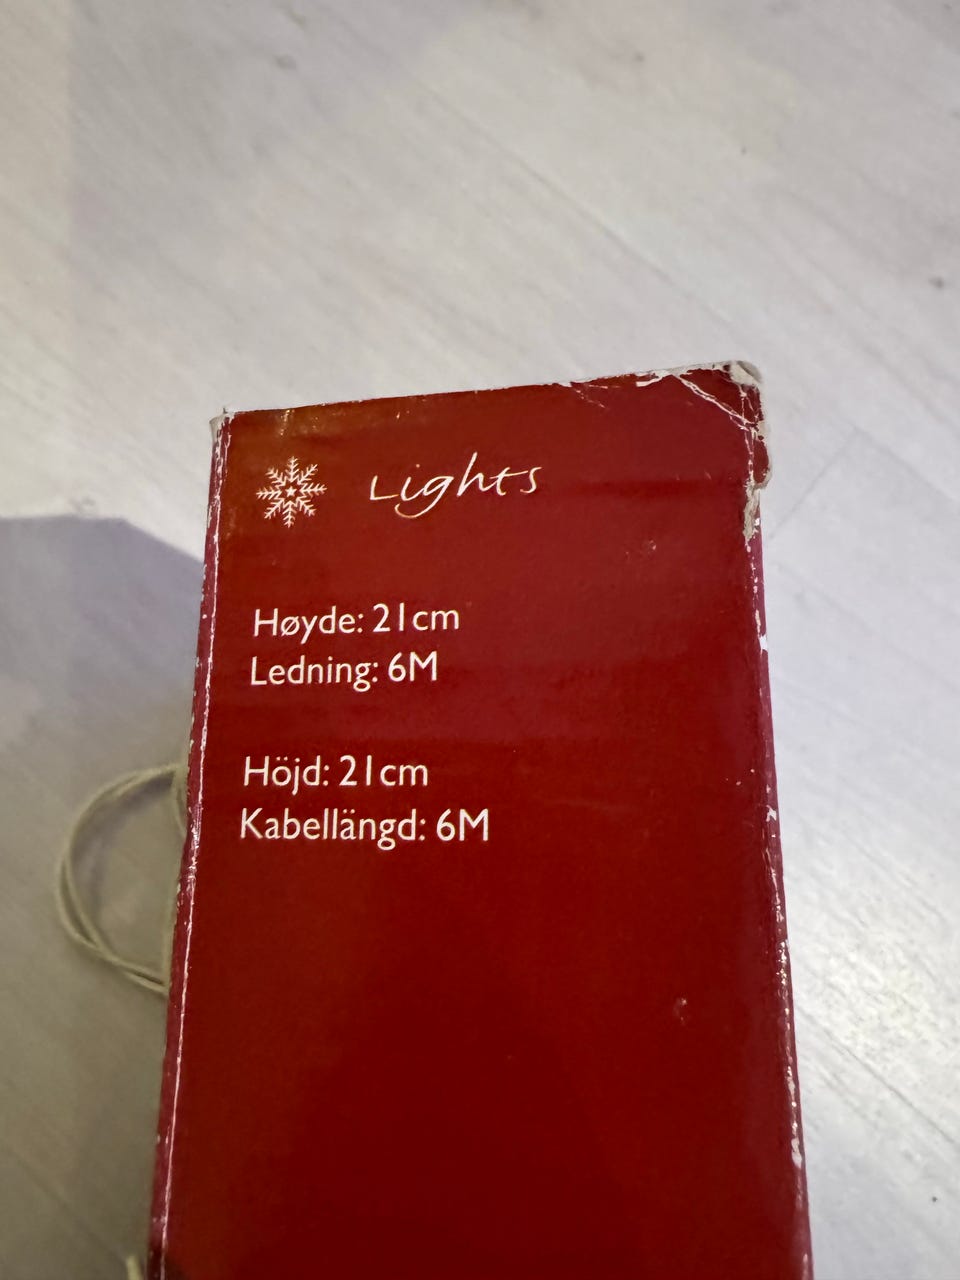 Lights
Høyde: 21cm
Ledning: 6M
Höjd: 21cm
Kabellängd: 6M